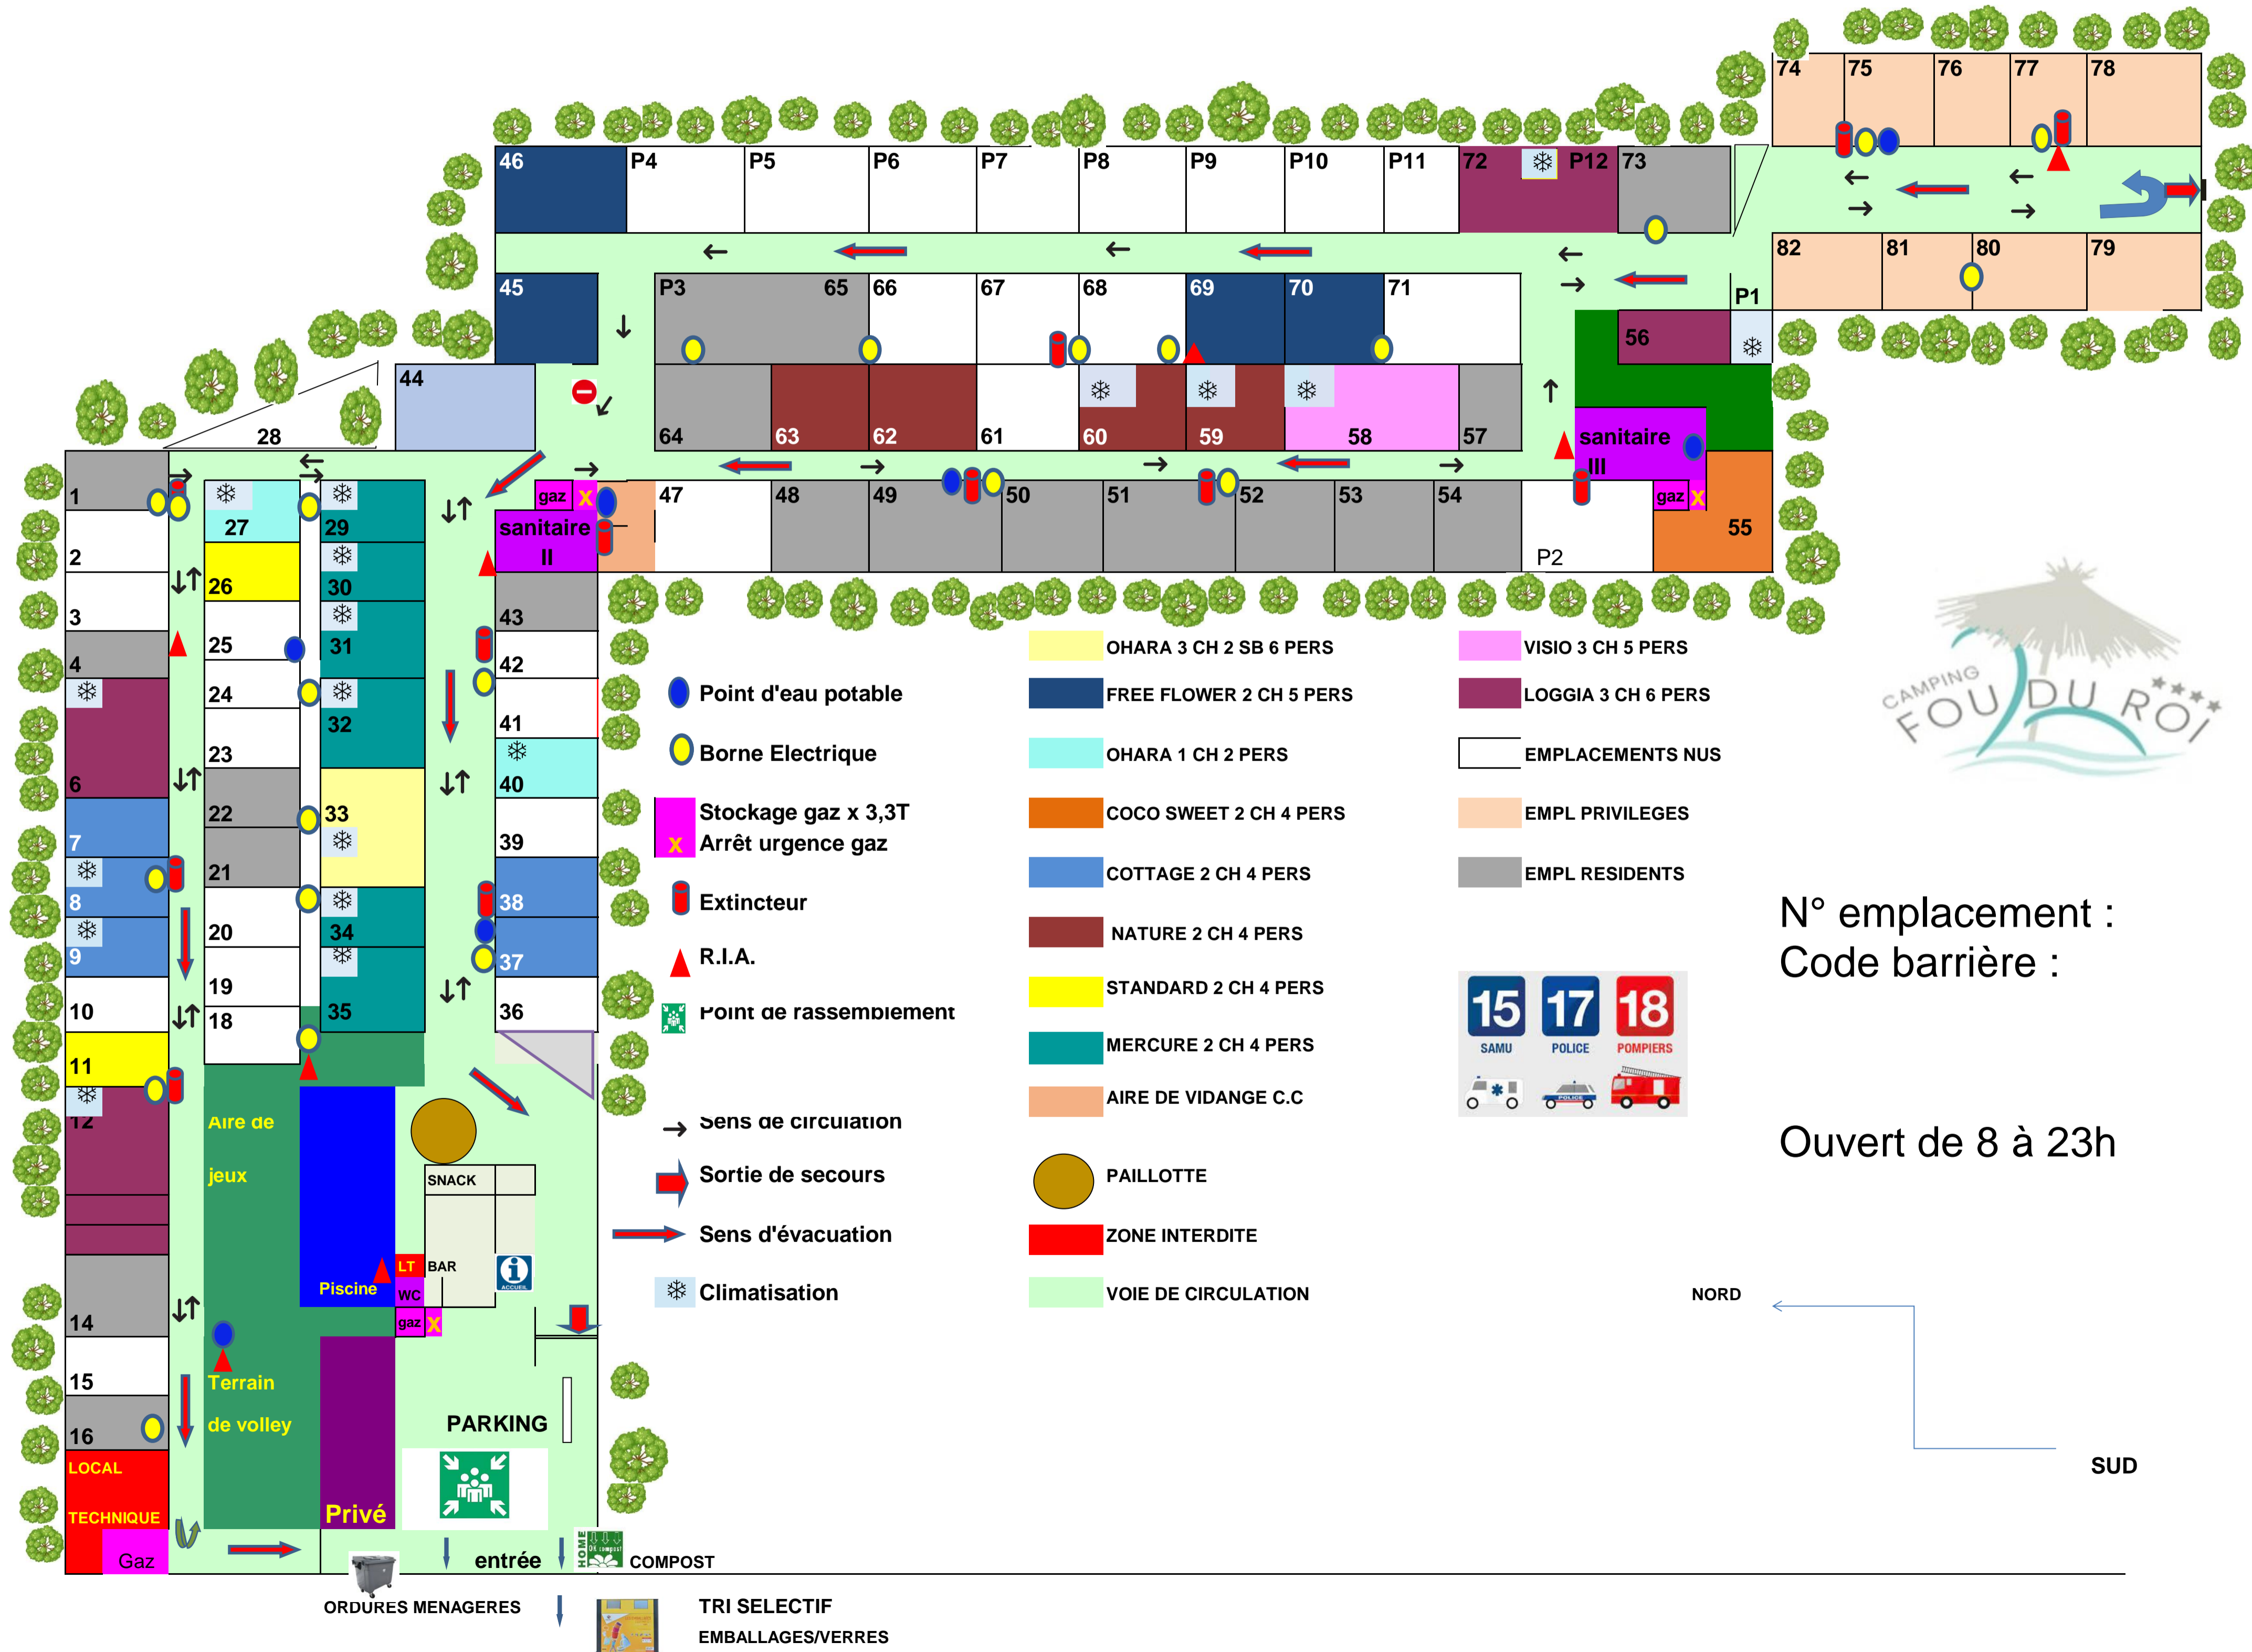 74 75 76 77 78
46 P4 P5 P6 P7 P8 P9 P10 P11 72 P12 73
82 81 80 79
45 P3 65 66 67 68 69 70 71 P1
56
44
28 64 63 62 61 60 59 58 57 sanitaire
III
1 27 29 gaz x 47 48 49 50 51 52 53 54 gaz x
sanitaire
II
55
P2
2 26 30
3 43
25 31
4 42
24
32 41
23
6 40
22 33
7 39
21
8 38
20 34
9 37
19
10 18 35 36
11
12
14
15
16
Aire de
jeux
Piscine
SNACK
LT BAR
WC
ACCUEIL
gaz x
Terrain
de volley
PARKING
Privé
LOCAL
TECHNIQUE
Gaz
entrée
HOME
OK compost
COMPOST
ORDURES MENAGERES
TRI SELECTIF
EMBALLAGES/VERRES
Point d'eau potable
Borne Electrique
Stockage gaz x 3,3T
x Arrêt urgence gaz
Extincteur
R.I.A.
Point de rassemblement
Sens de circulation
Sortie de secours
Sens d'évacuation
Climatisation
OHARA 3 CH 2 SB 6 PERS
FREE FLOWER 2 CH 5 PERS
OHARA 1 CH 2 PERS
COCO SWEET 2 CH 4 PERS
COTTAGE 2 CH 4 PERS
NATURE 2 CH 4 PERS
STANDARD 2 CH 4 PERS
MERCURE 2 CH 4 PERS
AIRE DE VIDANGE C.C
PAILLOTTE
ZONE INTERDITE
VOIE DE CIRCULATION
VISIO 3 CH 5 PERS
LOGGIA 3 CH 6 PERS
EMPLACEMENTS NUS
EMPL PRIVILEGES
EMPL RESIDENTS
15 17 18
SAMU POLICE POMPIERS
POLICE
CAMPING
FOU DU ROI
N° emplacement :
Code barrière :
Ouvert de 8 à 23h
NORD
SUD